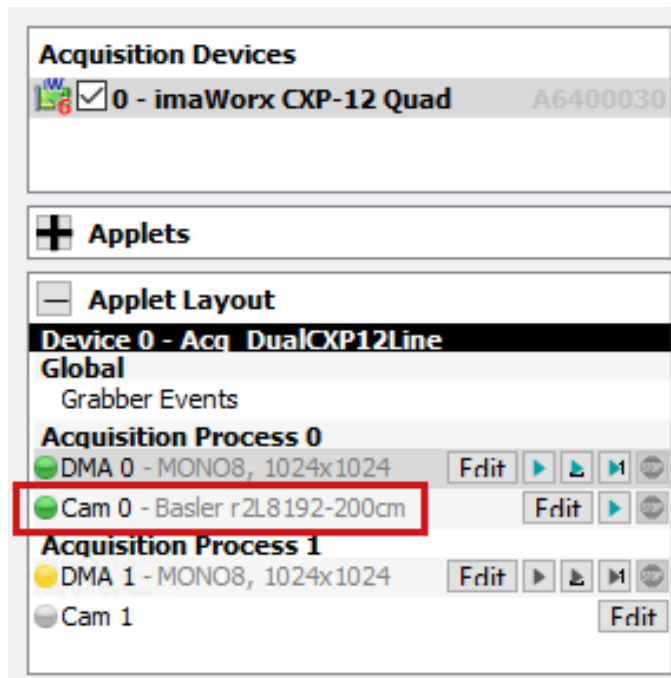 Acquisition Devices
0 - imaWorx CXP-12 Quad A6400030
Applets
Applet Layout
Device 0 - Acq_DualCXP12Line
Global
Grabber Events
Acquisition Process 0
DMA 0 - MONO8, 1024x1024 Edit
Cam 0 - Basler r2L8192-200cm Edit
Acquisition Process 1
DMA 1 - MONO8, 1024x1024 Edit
Cam 1 Edit